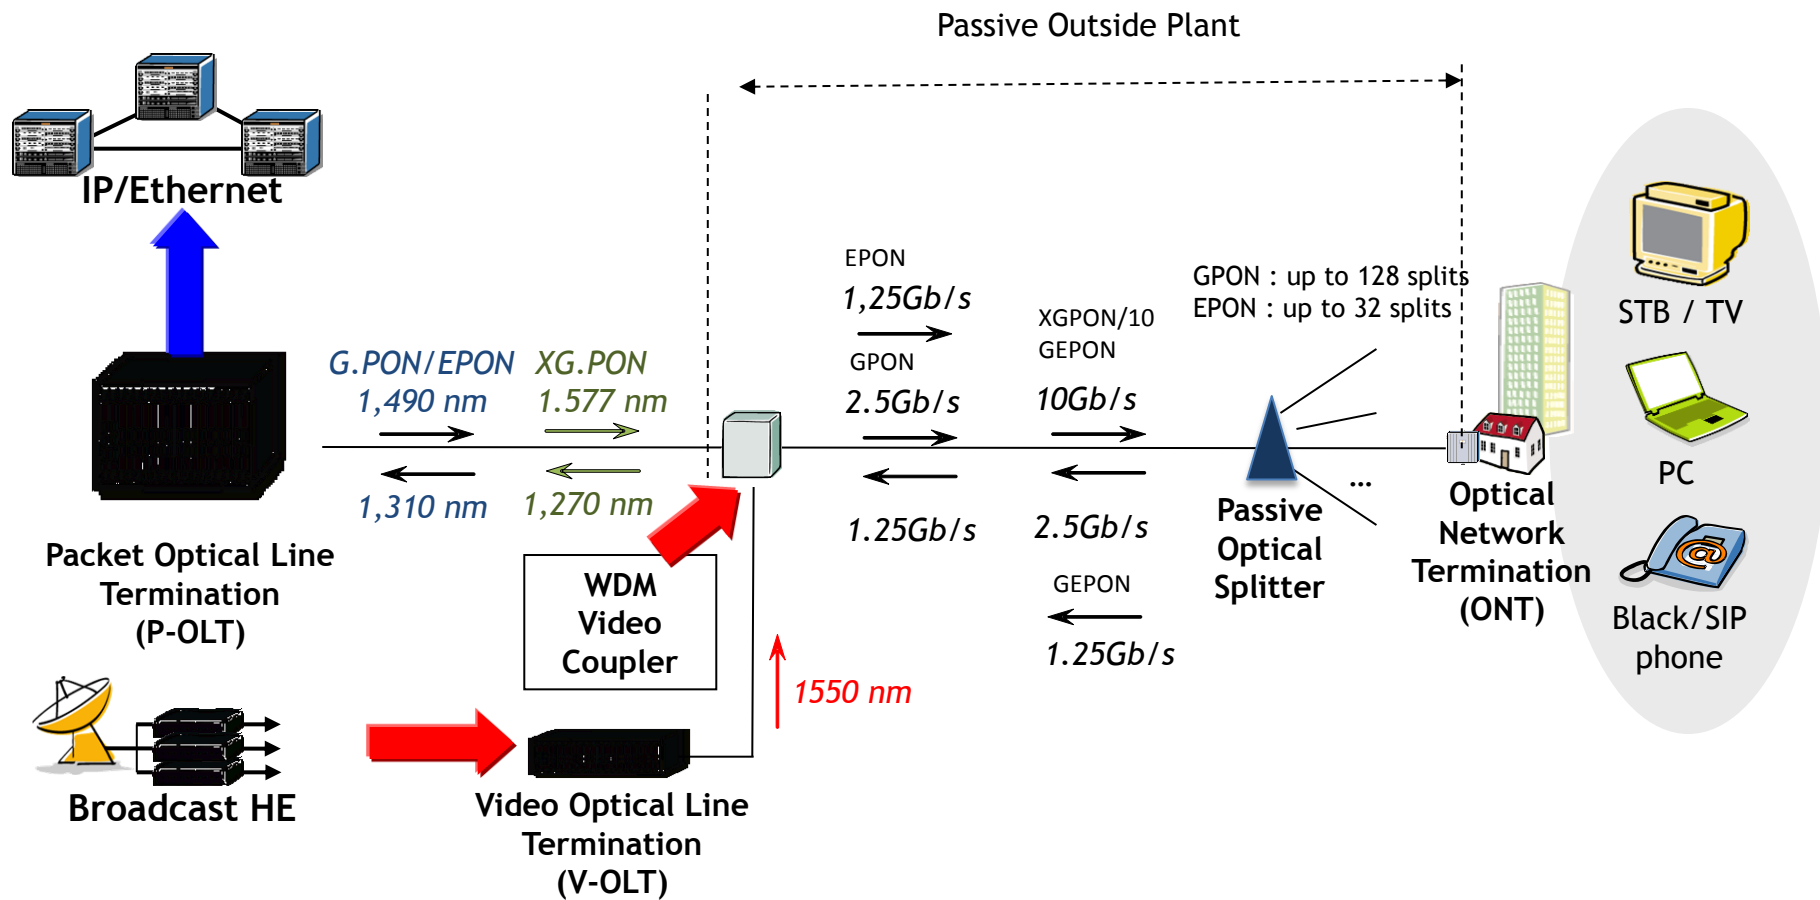 Passive Outside Plant
IP/Ethernet
EPON
1,25Gb/s
GPON
2.5Gb/s
XGPON/10
GEPON
10Gb/s
GPON : up to 128 splits
EPON : up to 32 splits
STB / TV
G.PON/EPON
1,490 nm
XG.PON
1.577 nm
1,310 nm
1,270 nm
1.25Gb/s
2.5Gb/s
GEPON
1.25Gb/s
...
Passive
Optical
Splitter
Optical
Network
Termination
(ONT)
PC
Black/SIP
phone
Packet Optical Line
Termination
(P-OLT)
WDM
Video
Coupler
1550 nm
Broadcast HE
Video Optical Line
Termination
(V-OLT)